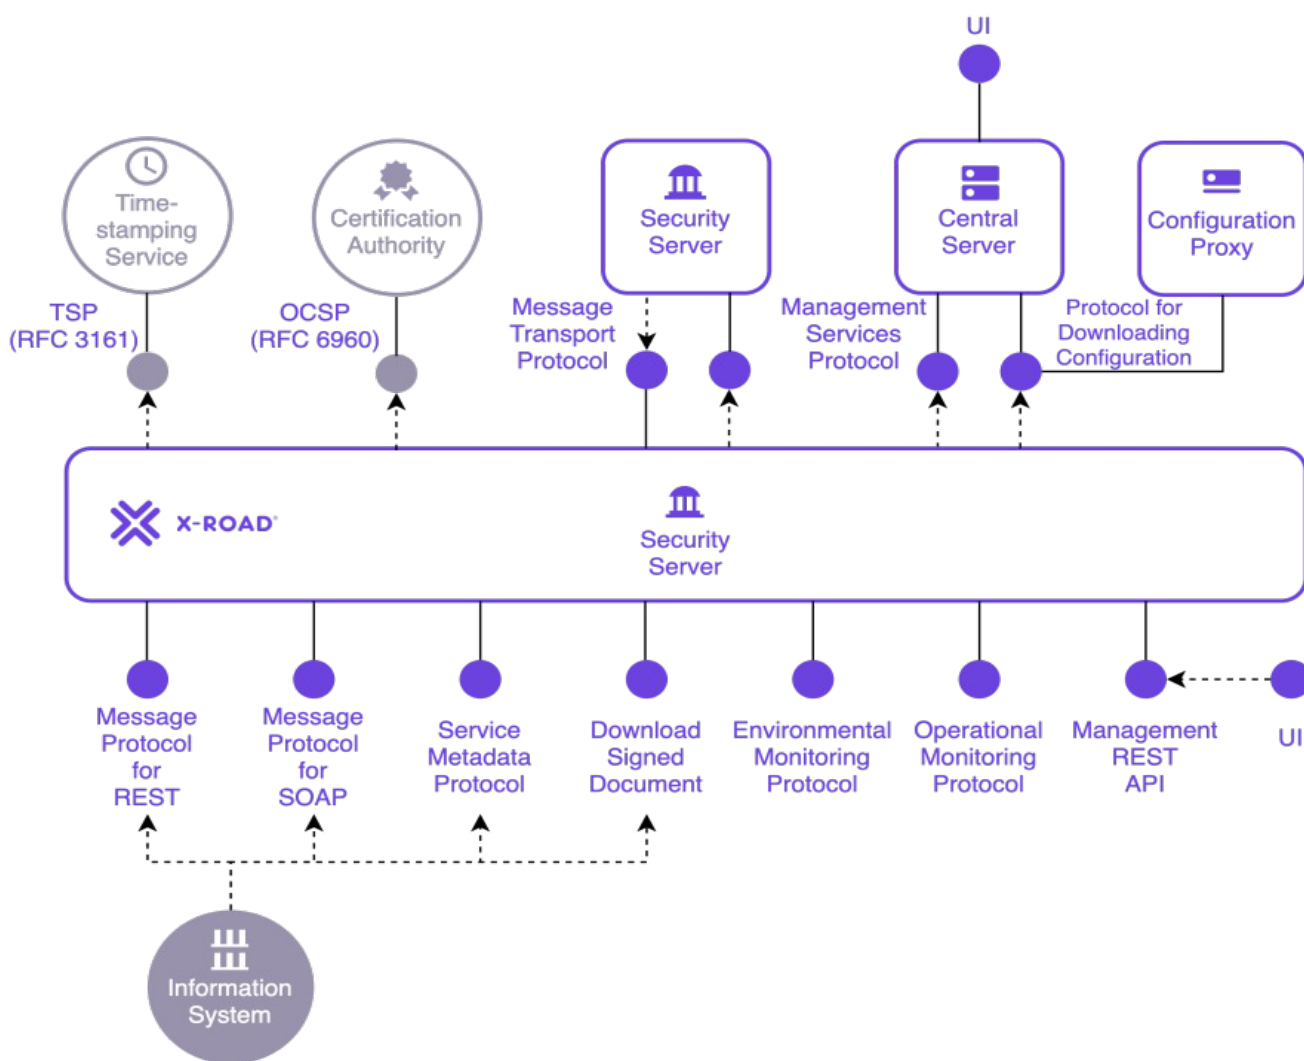 UI
Time-
stamping
Service
Certification
Authority
Security
Server
Central
Server
Configuration
Proxy
TSP
(RFC 3161)
OCSP
(RFC 6960)
Message
Transport
Protocol
Management
Services
Protocol
Protocol for
Downloading
Configuration
X-ROAD®
Security
Server
Message
Protocol
for
REST
Message
Protocol
for
SOAP
Service
Metadata
Protocol
Download
Signed
Document
Environmental
Monitoring
Protocol
Operational
Monitoring
Protocol
Management
REST
API
UI
Information
System